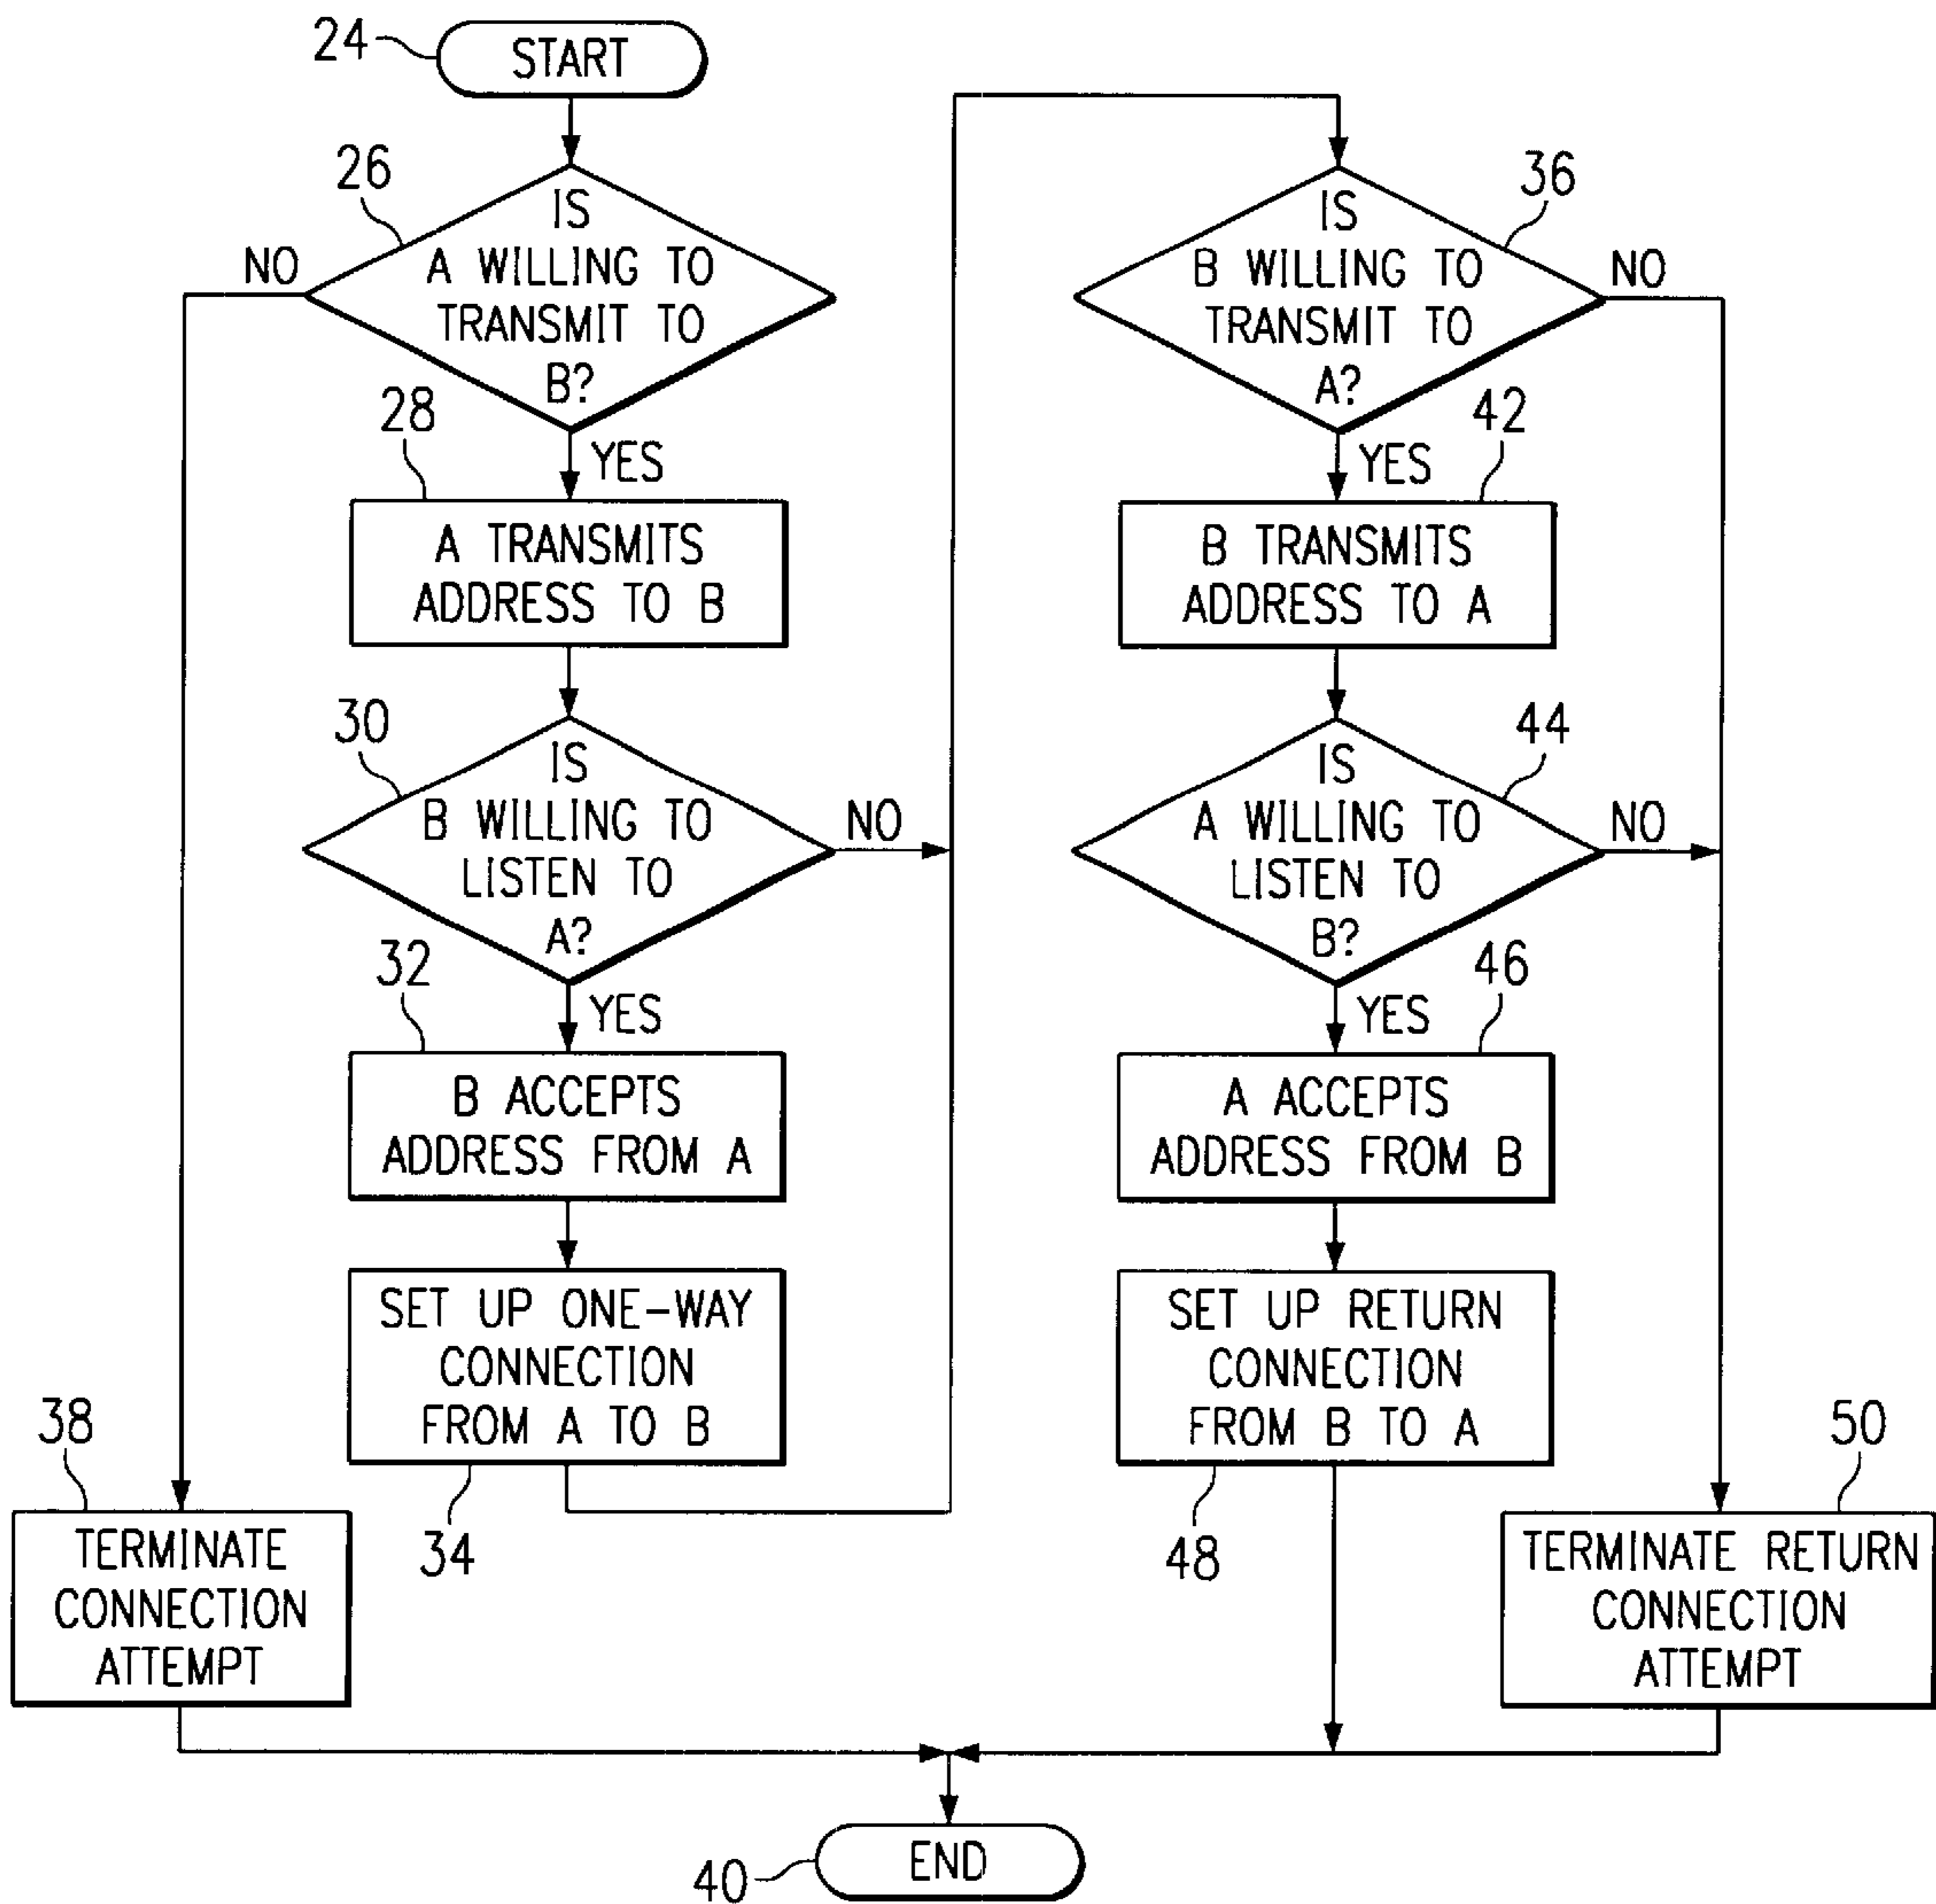 24
START
26
IS
A WILLING TO
TRANSMIT TO
B?
NO
YES
28
A TRANSMITS
ADDRESS TO B
30
IS
B WILLING TO
LISTEN TO
A?
NO
YES
32
B ACCEPTS
ADDRESS FROM A
SET UP ONE-WAY
CONNECTION
FROM A TO B
34
38
TERMINATE
CONNECTION
ATTEMPT
36
IS
B WILLING TO
TRANSMIT TO
A?
NO
YES
42
B TRANSMITS
ADDRESS TO A
44
IS
A WILLING TO
LISTEN TO
B?
NO
YES
46
A ACCEPTS
ADDRESS FROM B
SET UP RETURN
CONNECTION
FROM B TO A
48
50
TERMINATE RETURN
CONNECTION
ATTEMPT
END
40